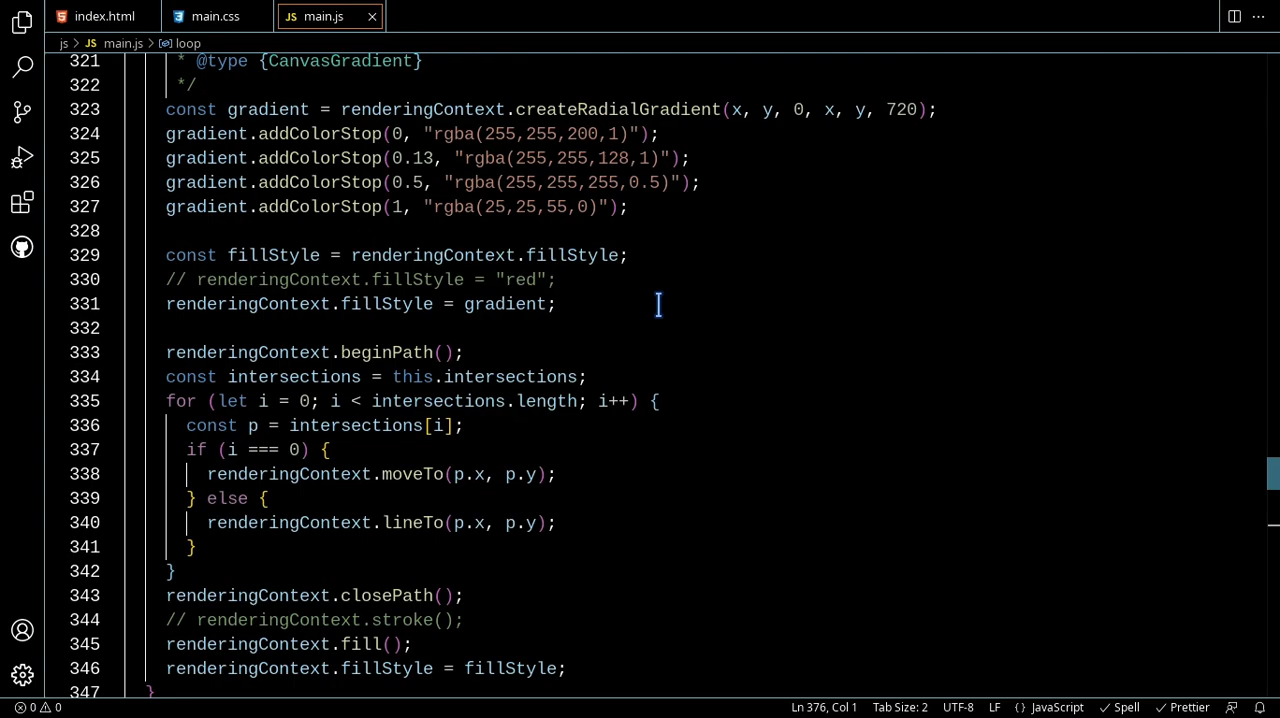 index.html
main.css
JS main.js
js > JS main.js > loop
321 * @type {CanvasGradient}
322 */
323 const gradient = renderingContext.createRadialGradient(x, y, 0, x, y, 720);
324 gradient.addColorStop(0, "rgba(255,255,200,1)");
325 gradient.addColorStop(0.13, "rgba(255,255,128,1)");
326 gradient.addColorStop(0.5, "rgba(255,255,255,0.5)");
327 gradient.addColorStop(1, "rgba(25,25,55,0)");
328
329 const fillStyle = renderingContext.fillStyle;
330 // renderingContext.fillStyle = "red";
331 renderingContext.fillStyle = gradient;
332
333 renderingContext.beginPath();
334 const intersections = this.intersections;
335 for (let i = 0; i < intersections.length; i++) {
336 const p = intersections[i];
337 if (i === 0) {
338 renderingContext.moveTo(p.x, p.y);
339 } else {
340 renderingContext.lineTo(p.x, p.y);
341 }
342 }
343 renderingContext.closePath();
344 // renderingContext.stroke();
345 renderingContext.fill();
346 renderingContext.fillStyle = fillStyle;
347 }
0 0 Ln 376, Col 1 Tab Size: 2 UTF-8 LF {} JavaScript Spell Prettier